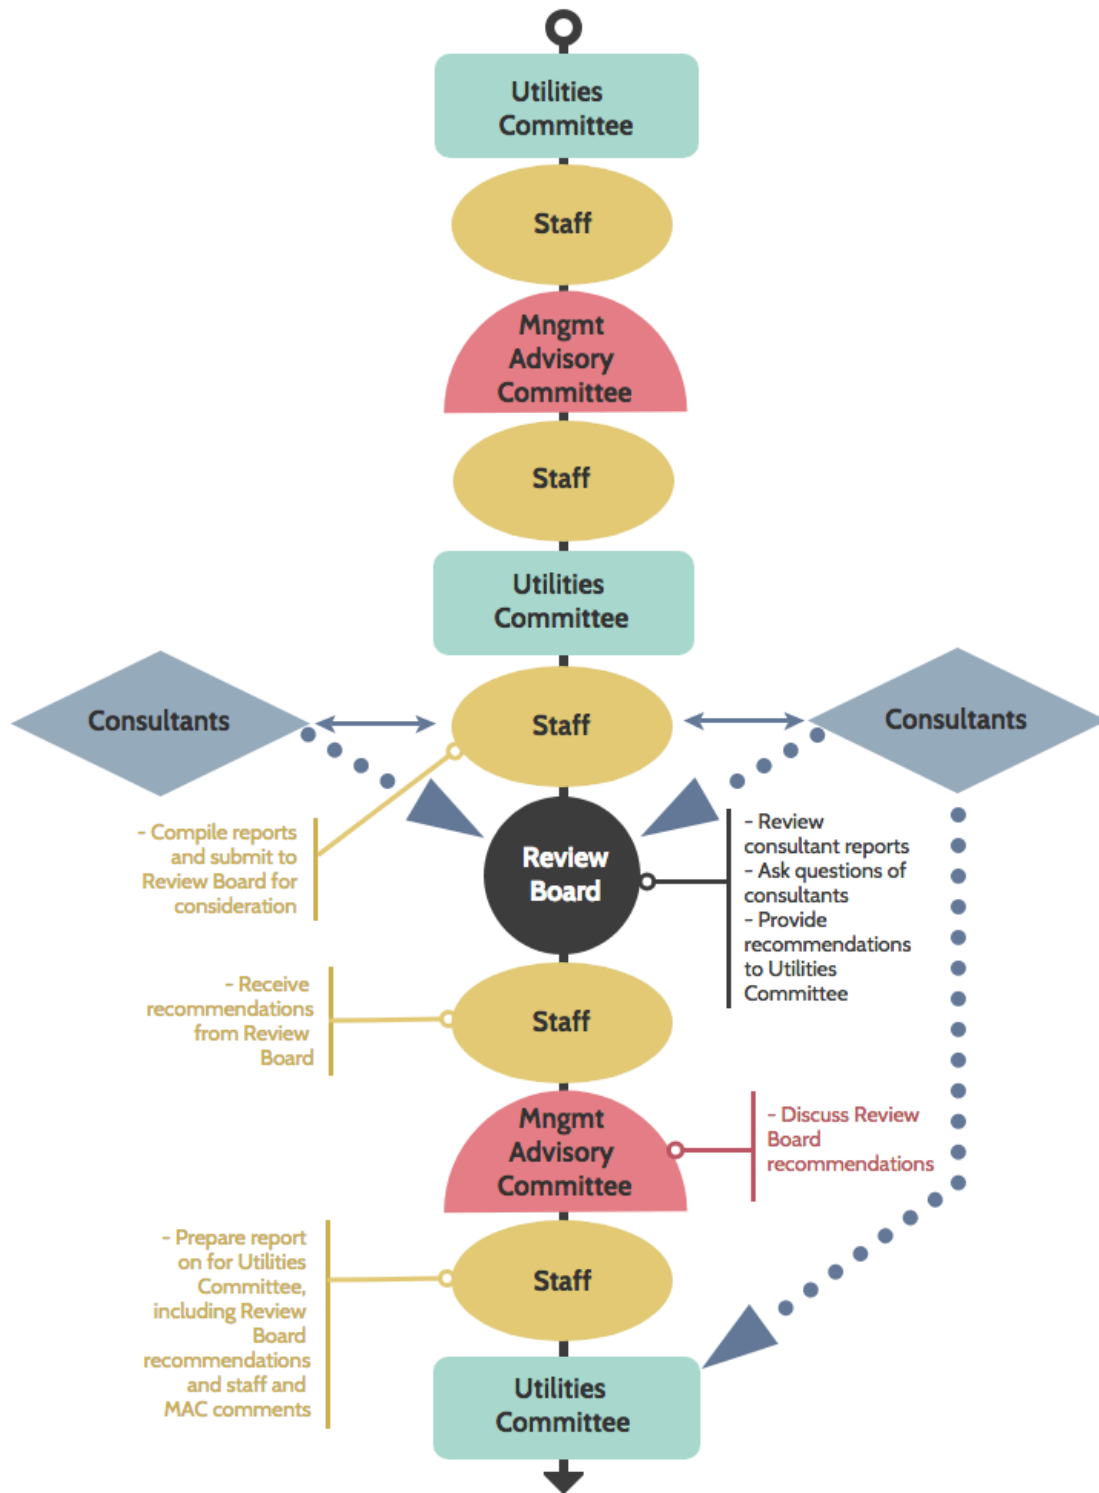 Utilities
Committee
Staff
Mngmt
Advisory
Committee
Staff
Utilities
Committee
Consultants
Staff
Consultants
- Compile reports
and submit to
Review Board for
consideration
Review
Board
- Review
consultant reports
- Ask questions of
consultants
- Provide
recommendations
to Utilities
Committee
- Receive
recommendations
from Review
Board
Staff
Mngmt
Advisory
Committee
- Discuss Review
Board
recommendations
- Prepare report
on for Utilities
Committee,
including Review
Board
recommendations
and staff and
MAC comments
Staff
Utilities
Committee